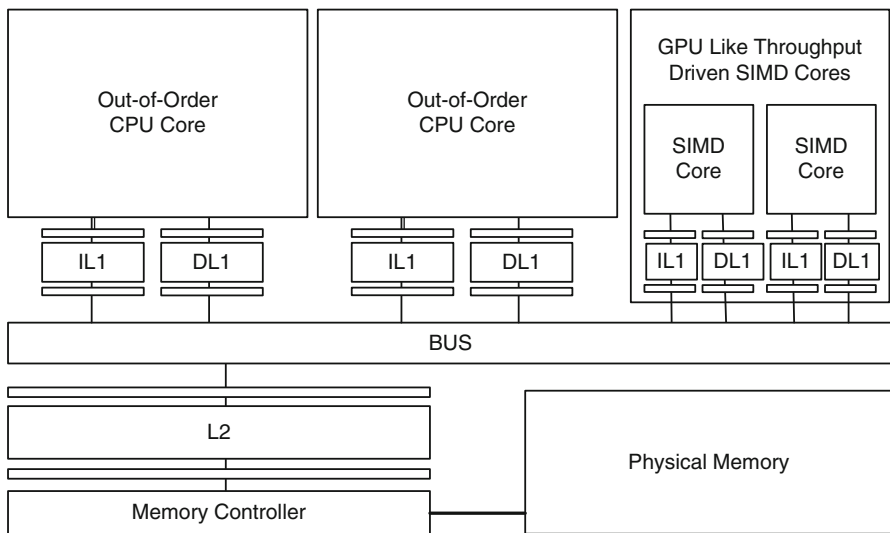 Out-of-Order
CPU Core
Out-of-Order
CPU Core
GPU Like Throughput
Driven SIMD Cores
SIMD
Core
SIMD
Core
IL1
DL1
IL1
DL1
IL1
DL1
IL1
DL1
BUS
L2
Physical Memory
Memory Controller